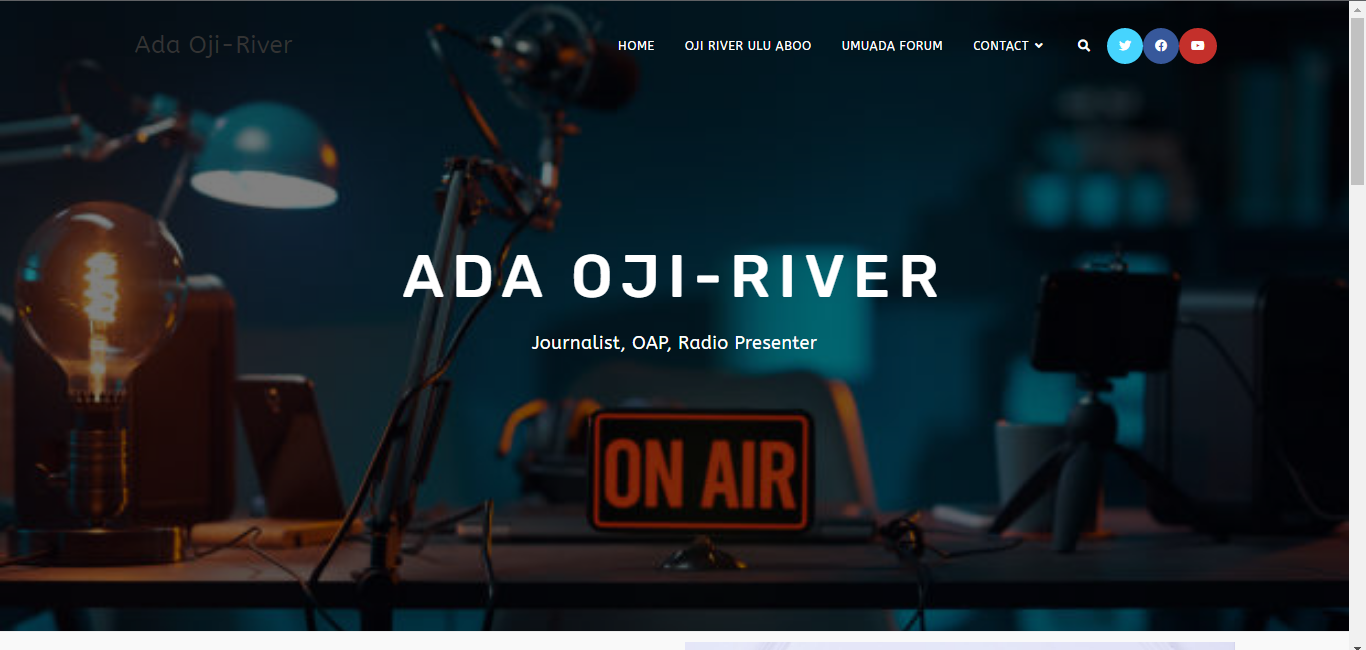 Ada Oji-River
HOME OJI RIVER ULU ABOO UMUADA FORUM CONTACT
ADA OJI-RIVER
Journalist, OAP, Radio Presenter
ON AIR